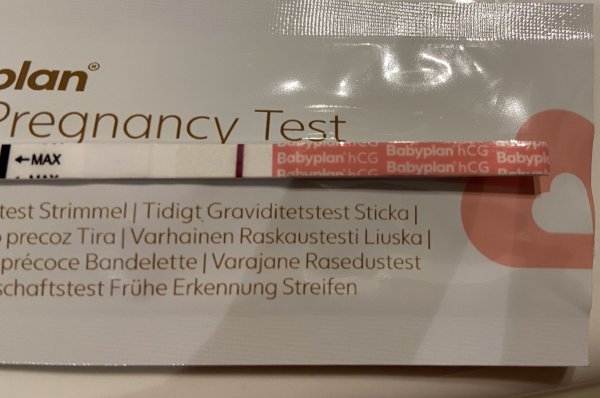 plan®
Pregnancy Test
←MAX
Babyplan hCG Babyplan hCG Babypl
Babyplan hCG Babyplan hCG
test Strimmel | Tidigt Graviditetstest Sticka |
precoz Tira | Varhainen Raskaustesti Liuska |
précoce Bandelette | Varajane Rasedustest
schaftstest Frühe Erkennung Streifen